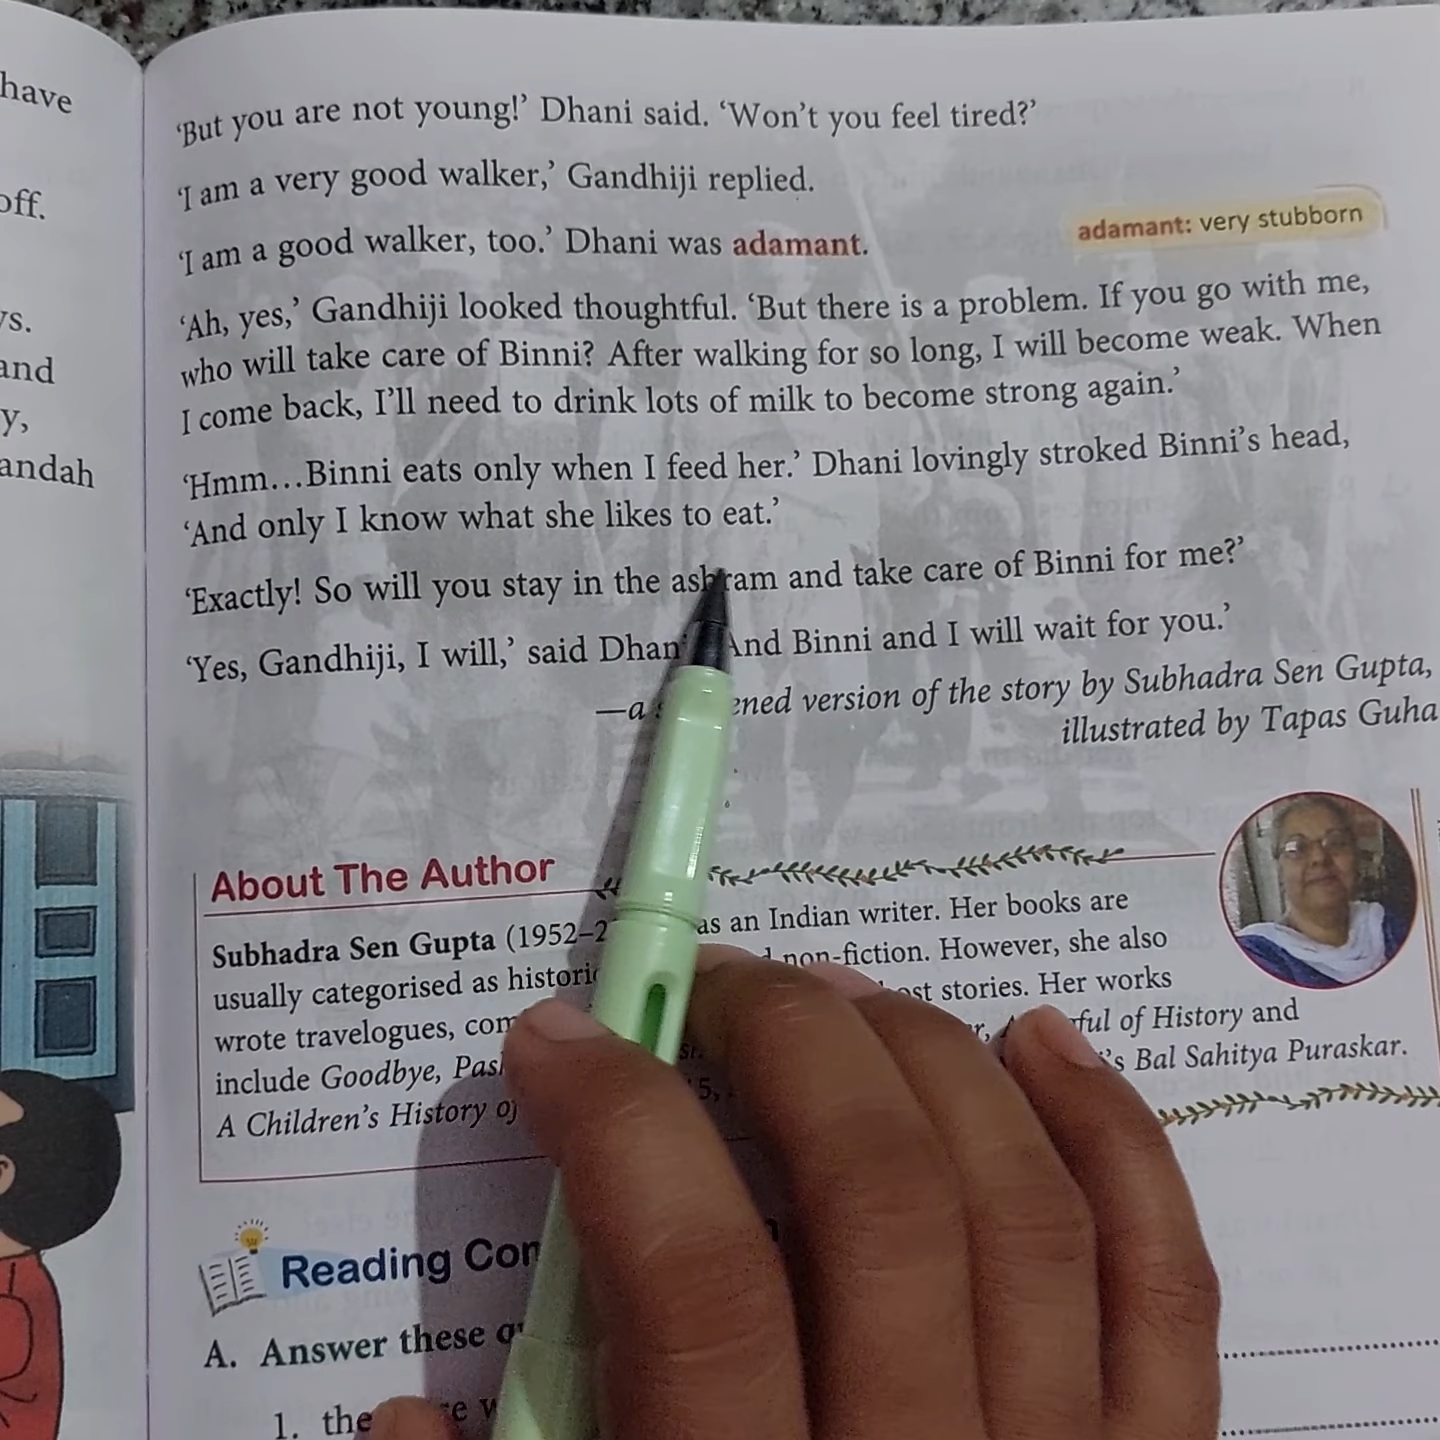 have
off.
ys.
and
y,
andah
‘But you are not young!’ Dhani said. ‘Won’t you feel tired?’
‘I am a very good walker,’ Gandhiji replied.
‘I am a good walker, too.’ Dhani was adamant.
adamant: very stubborn
‘Ah, yes,’ Gandhiji looked thoughtful. ‘But there is a problem. If you go with me,
who will take care of Binni? After walking for so long, I will become weak. When
I come back, I’ll need to drink lots of milk to become strong again.’
‘Hmm…Binni eats only when I feed her.’ Dhani lovingly stroked Binni’s head,
‘And only I know what she likes to eat.’
‘Exactly! So will you stay in the ashram and take care of Binni for me?’
‘Yes, Gandhiji, I will,’ said Dhani And Binni and I will wait for you.’
—a ened version of the story by Subhadra Sen Gupta,
illustrated by Tapas Guha
About The Author
Subhadra Sen Gupta (1952–2 as an Indian writer. Her books are
usually categorised as historic non-fiction. However, she also
wrote travelogues, com ost stories. Her works
include Goodbye, Pas ful of History and
A Children’s History of ’s Bal Sahitya Puraskar.
Reading Com
A. Answer these
1. the